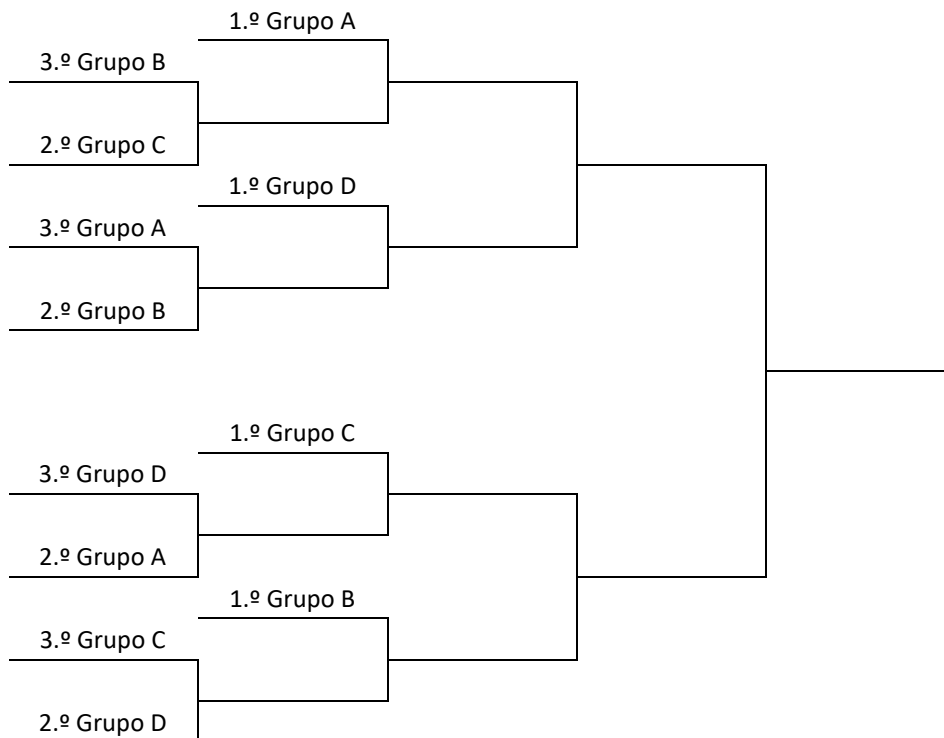 1.º Grupo A
3.º Grupo B
2.º Grupo C
1.º Grupo D
3.º Grupo A
2.º Grupo B
1.º Grupo C
3.º Grupo D
2.º Grupo A
1.º Grupo B
3.º Grupo C
2.º Grupo D